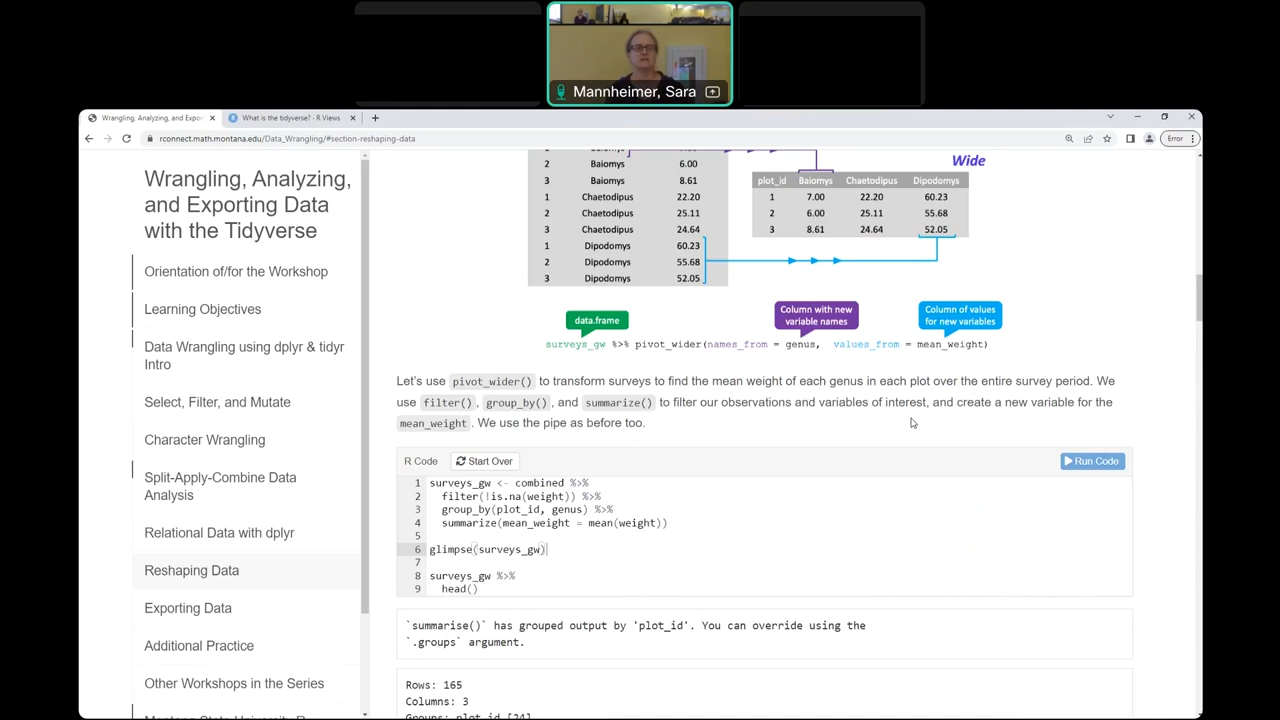 Mannheimer, Sara
Wrangling, Analyzing, and Expor
What is the tidyverse? · R Views
rconnect.math.montana.edu/Data_Wrangling/#section-reshaping-data
Error
Wrangling, Analyzing,
and Exporting Data
with the Tidyverse
Orientation of/for the Workshop
Learning Objectives
Data Wrangling using dplyr & tidyr
Intro
Select, Filter, and Mutate
Character Wrangling
Split-Apply-Combine Data
Analysis
Relational Data with dplyr
Reshaping Data
Exporting Data
Additional Practice
Other Workshops in the Series
Montana State University R
2 Baiomys 6.00
3 Baiomys 8.61
1 Chaetodipus 22.20
2 Chaetodipus 25.11
3 Chaetodipus 24.64
1 Dipodomys 60.23
2 Dipodomys 55.68
3 Dipodomys 52.05
Wide
plot_id Baiomys Chaetodipus Dipodomys
1 7.00 22.20 60.23
2 6.00 25.11 55.68
3 8.61 24.64 52.05
data.frame
Column with new
variable names
Column of values
for new variables
surveys_gw %>% pivot_wider(names_from = genus, values_from = mean_weight)
Let's use pivot_wider() to transform surveys to find the mean weight of each genus in each plot over the entire survey period. We
use filter(), group_by(), and summarize() to filter our observations and variables of interest, and create a new variable for the
mean_weight. We use the pipe as before too.
R Code Start Over Run Code
1 surveys_gw <- combined %>%
2 filter(!is.na(weight)) %>%
3 group_by(plot_id, genus) %>%
4 summarize(mean_weight = mean(weight))
5
6 glimpse(surveys_gw)
7
8 surveys_gw %>%
9 head()
`summarise()` has grouped output by 'plot_id'. You can override using the
`.groups` argument.
Rows: 165
Columns: 3
Groups: plot_id [24]